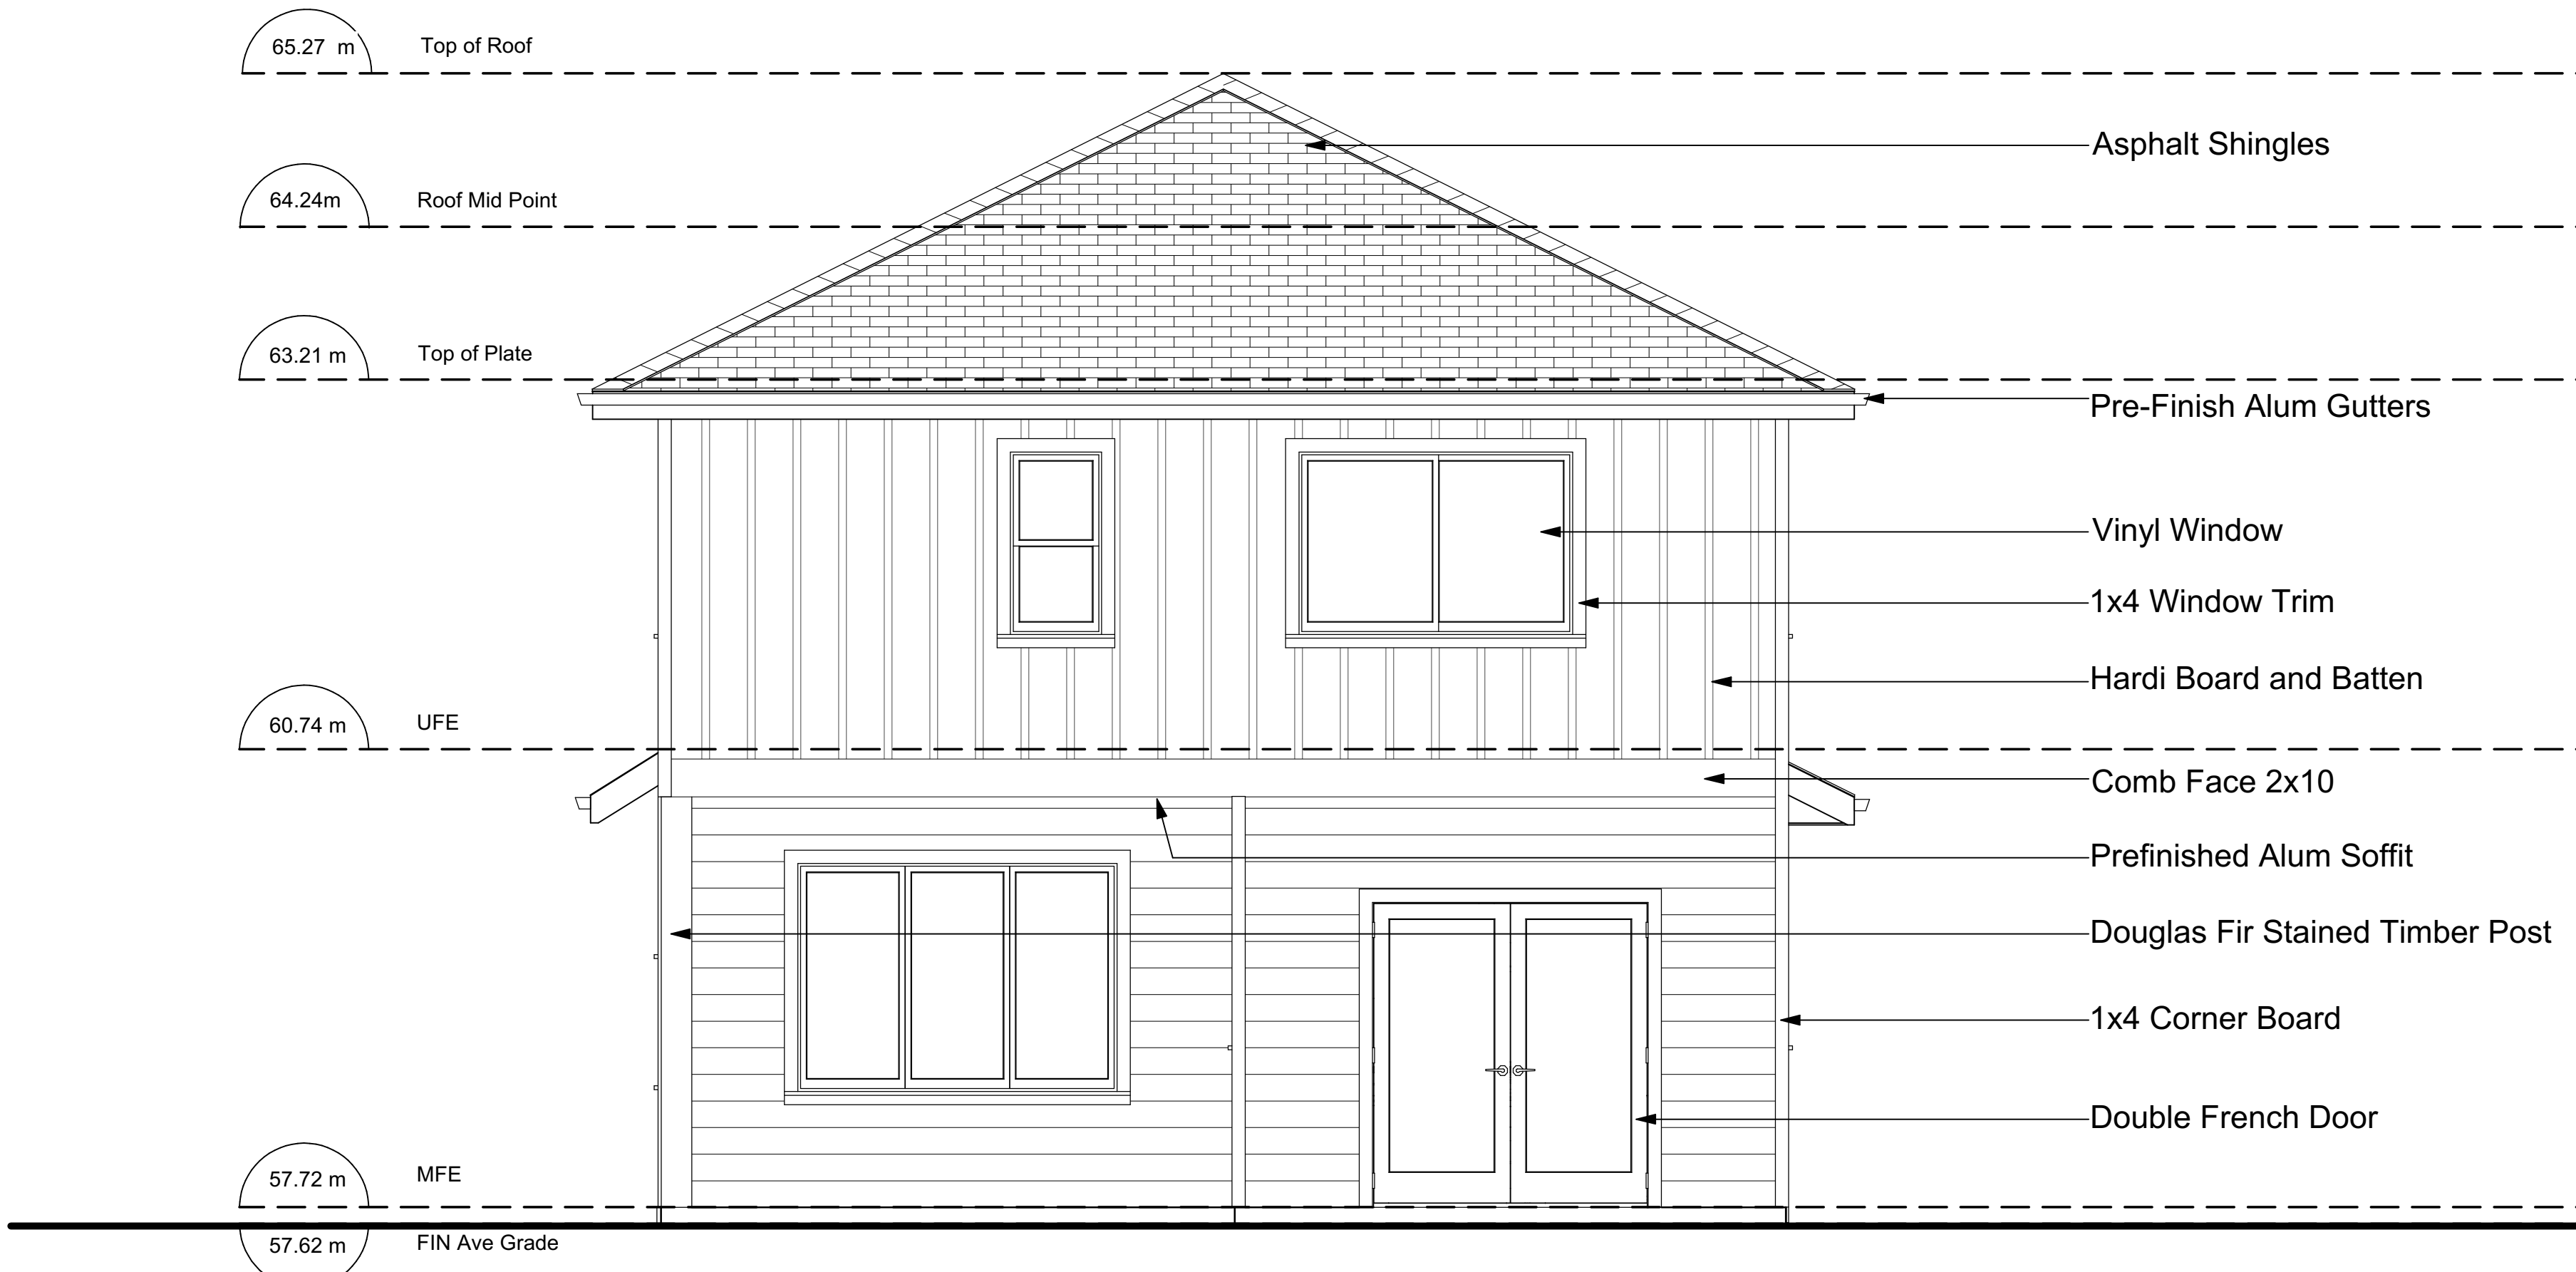 65.27 m
Top of Roof
Asphalt Shingles
64.24m
Roof Mid Point
63.21 m
Top of Plate
Pre-Finish Alum Gutters
Vinyl Window
1x4 Window Trim
Hardi Board and Batten
60.74 m
UFE
Comb Face 2x10
Prefinished Alum Soffit
Douglas Fir Stained Timber Post
1x4 Corner Board
Double French Door
57.72 m
MFE
57.62 m
FIN Ave Grade